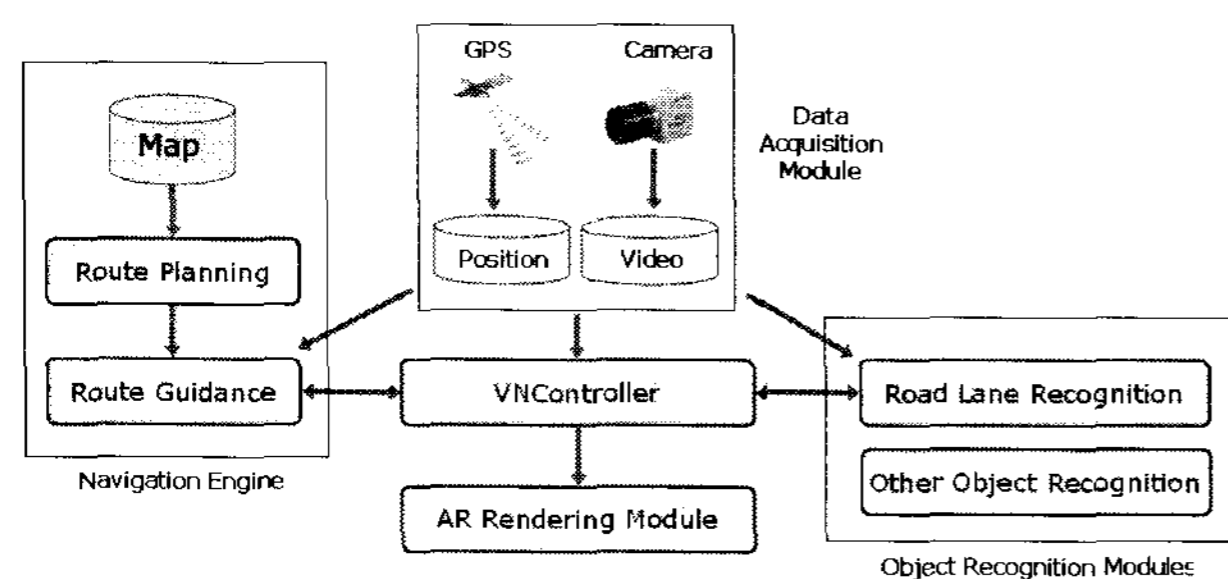 GPS
Camera
Data
Acquisition
Module
Map
Position
Video
Route Planning
Route Guidance
VNController
Road Lane Recognition
Navigation Engine
AR Rendering Module
Other Object Recognition
Object Recognition Modules